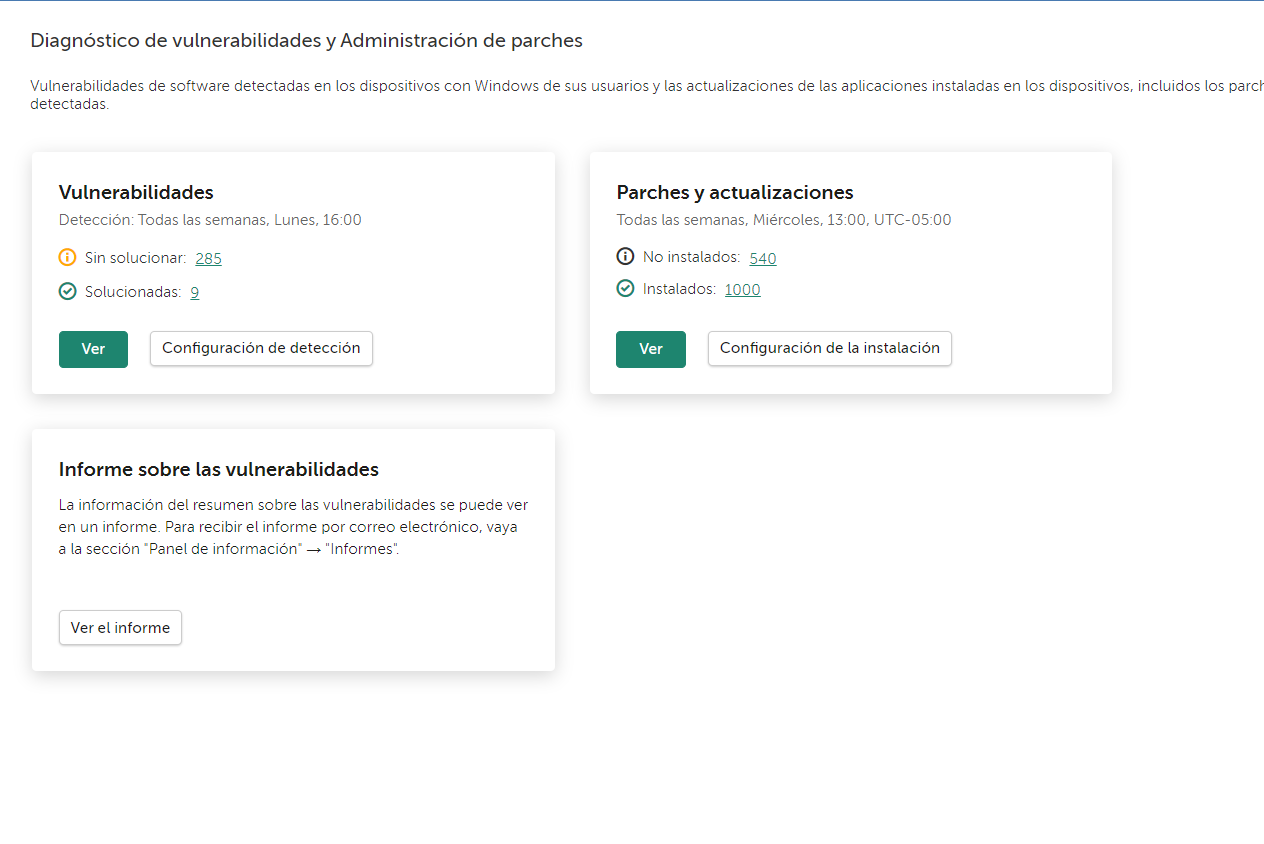 Diagnóstico de vulnerabilidades y Administración de parches
Vulnerabilidades de software detectadas en los dispositivos con Windows de sus usuarios y las actualizaciones de las aplicaciones instaladas en los dispositivos, incluidos los parch
detectadas.
Vulnerabilidades
Detección: Todas las semanas, Lunes, 16:00
Sin solucionar: 285
Solucionadas: 9
Ver
Configuración de detección
Parches y actualizaciones
Todas las semanas, Miércoles, 13:00, UTC-05:00
No instalados: 540
Instalados: 1000
Ver
Configuración de la instalación
Informe sobre las vulnerabilidades
La información del resumen sobre las vulnerabilidades se puede ver
en un informe. Para recibir el informe por correo electrónico, vaya
a la sección "Panel de información" → "Informes".
Ver el informe